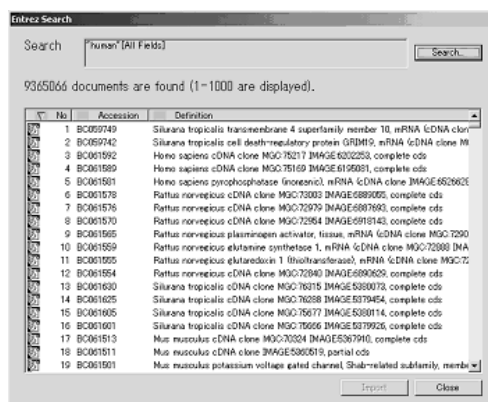 Entrez Search
Search "human"[All Fields] Search...
9365066 documents are found (1-1000 are displayed).
No Accession Definition
1 BC059749 Silurana tropicalis transmembrane 4 superfamily member 10, mRNA (cDNA clon
2 BC059742 Silurana tropicalis cell death-regulatory protein GRIM19, mRNA (cDNA clone M
3 BC061592 Homo sapiens cDNA clone MGC:75217 IMAGE:6202253, complete cds
4 BC061589 Homo sapiens cDNA clone MGC:75169 IMAGE:6195081, complete cds
5 BC061581 Homo sapiens pyrophosphatase (inorganic), mRNA (cDNA clone IMAGE:6526628
6 BC061578 Rattus norvegicus cDNA clone MGC:73003 IMAGE:6889055, complete cds
7 BC061576 Rattus norvegicus cDNA clone MGC:72979 IMAGE:6887693, complete cds
8 BC061570 Rattus norvegicus cDNA clone MGC:72954 IMAGE:6918143, complete cds
9 BC061565 Rattus norvegicus plasminogen activator, tissue, mRNA (cDNA clone MGC:7290
10 BC061559 Rattus norvegicus glutamine synthetase 1, mRNA (cDNA clone MGC:72888 IMA
11 BC061555 Rattus norvegicus glutaredoxin 1 (thioltransferase), mRNA (cDNA clone MGC:72
12 BC061554 Rattus norvegicus cDNA clone MGC:72840 IMAGE:6890629, complete cds
13 BC061630 Silurana tropicalis cDNA clone MGC:76315 IMAGE:5380073, complete cds
14 BC061625 Silurana tropicalis cDNA clone MGC:76288 IMAGE:5379454, complete cds
15 BC061605 Silurana tropicalis cDNA clone MGC:75677 IMAGE:5380114, complete cds
16 BC061601 Silurana tropicalis cDNA clone MGC:75666 IMAGE:5379926, complete cds
17 BC061513 Mus musculus cDNA clone MGC:70324 IMAGE:5367910, complete cds
18 BC061511 Mus musculus cDNA clone IMAGE:5360519, partial cds
19 BC061501 Mus musculus potassium voltage gated channel, Shab-related subfamily, membe
Import Close